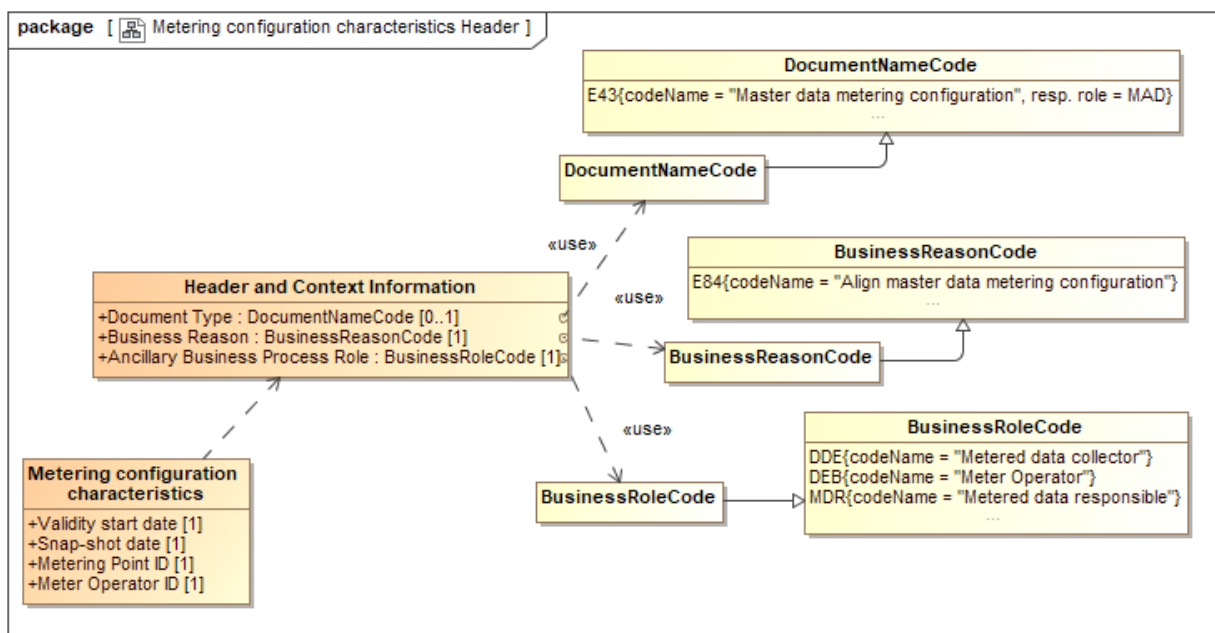 package [ Metering configuration characteristics Header ]
DocumentNameCode
E43{codeName = "Master data metering configuration", resp. role = MAD}
...
DocumentNameCode
«use»
BusinessReasonCode
E84{codeName = "Align master data metering configuration"}
...
«use»
BusinessReasonCode
Header and Context Information
+Document Type : DocumentNameCode [0..1]
+Business Reason : BusinessReasonCode [1]
+Ancillary Business Process Role : BusinessRoleCode [1]
«use»
BusinessRoleCode
DDE{codeName = "Metered data collector"}
DEB{codeName = "Meter Operator"}
MDR{codeName = "Metered data responsible"}
...
BusinessRoleCode
Metering configuration
characteristics
+Validity start date [1]
+Snap-shot date [1]
+Metering Point ID [1]
+Meter Operator ID [1]